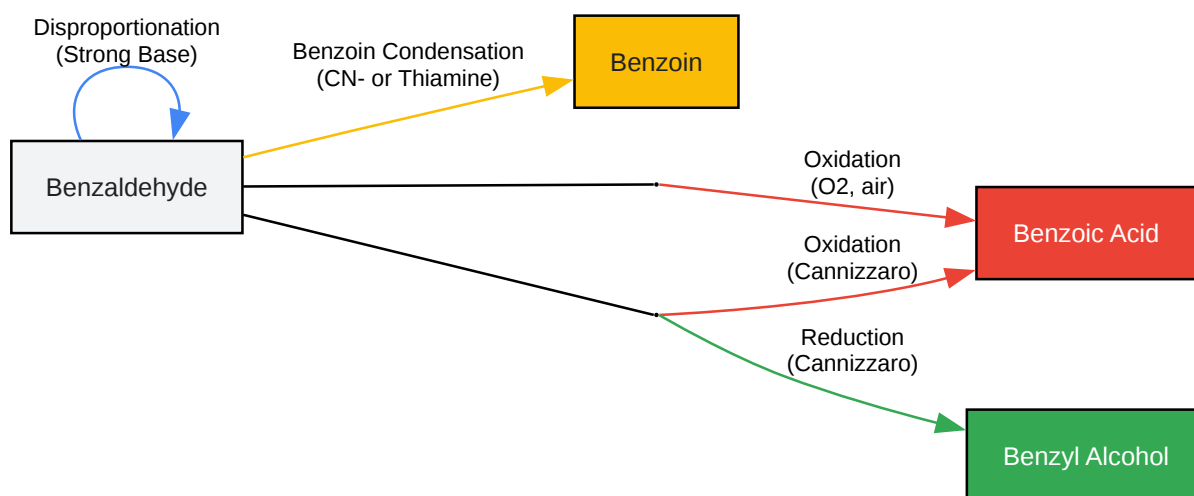 Disproportionation
(Strong Base)
Benzoin Condensation
(CN- or Thiamine)
Benzoin
Benzaldehyde
Oxidation
(O2, air)
Benzoic Acid
Oxidation
(Cannizzaro)
Reduction
(Cannizzaro)
Benzyl Alcohol